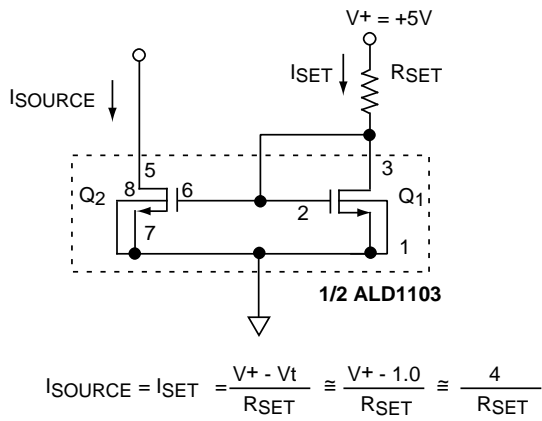 V+ = +5V
ISET
RSET
ISOURCE
5
3
Q2
8
6
2
Q1
7
1
1/2 ALD1103
ISOURCE = ISET = V+ - Vt / RSET ≅ V+ - 1.0 / RSET ≅ 4 / RSET